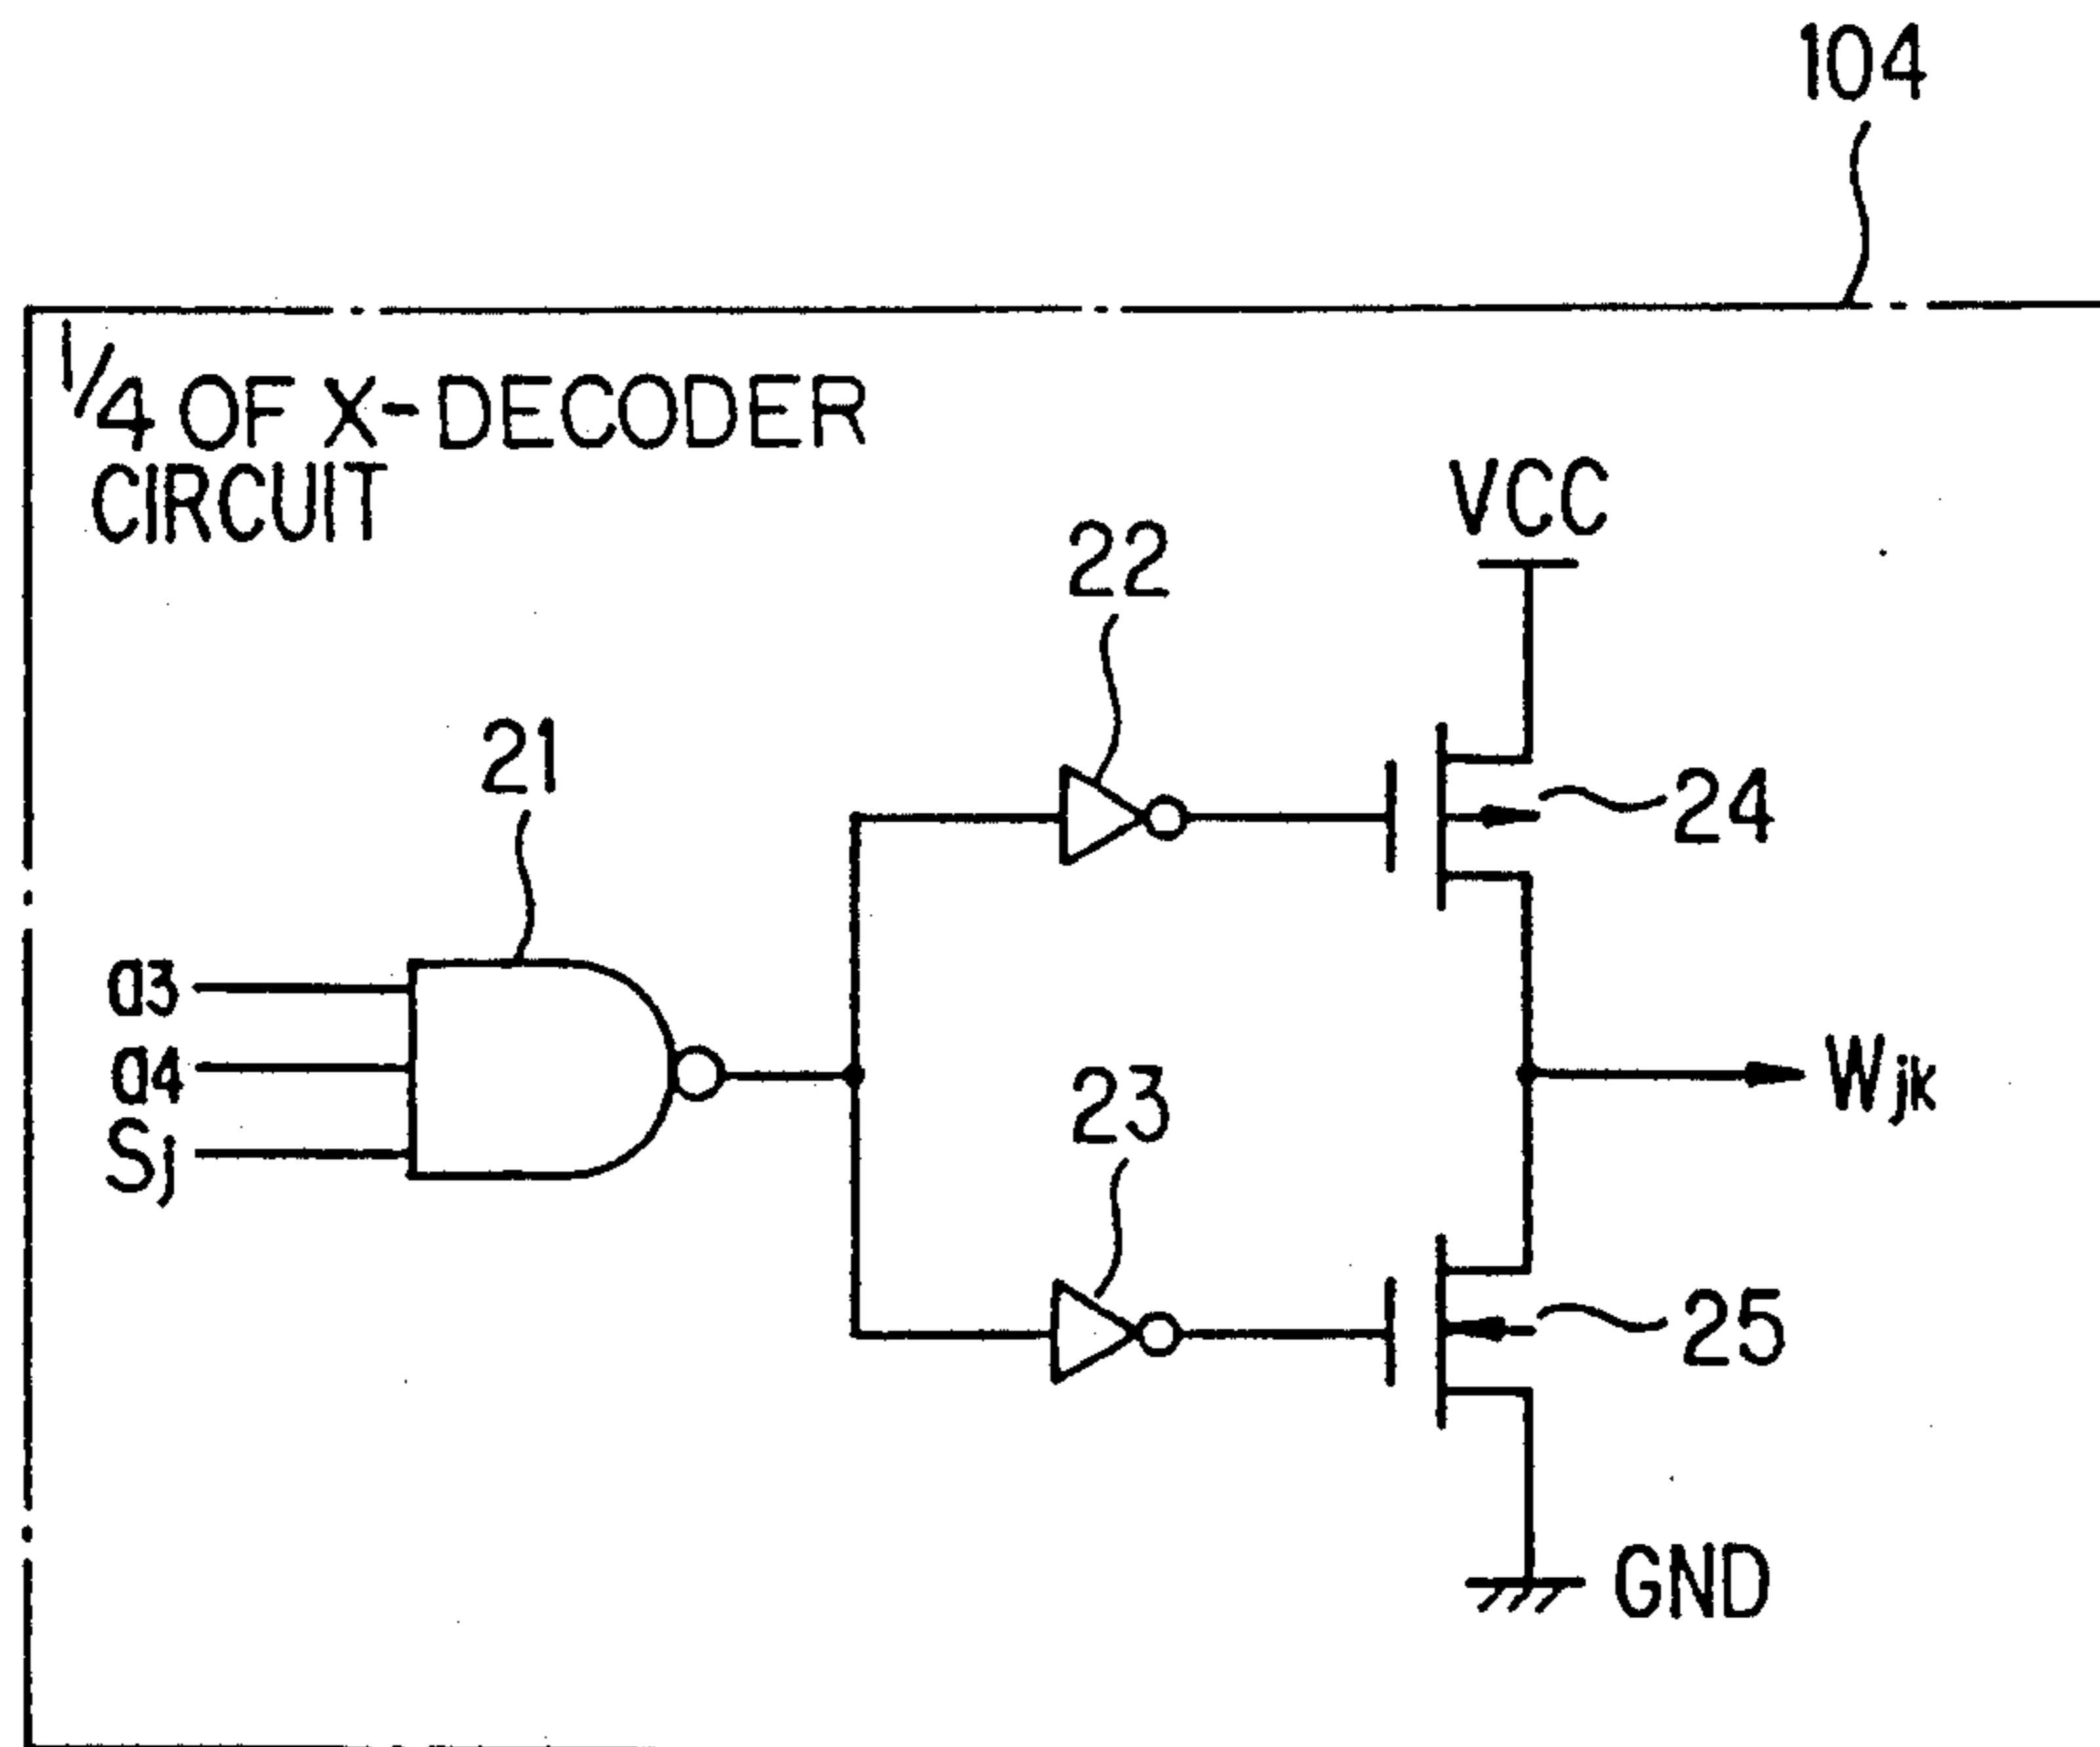 104
1/4 OF X-DECODER
CIRCUIT
VCC
22
21
24
a3
a4
Sj
23
Wjk
25
GND